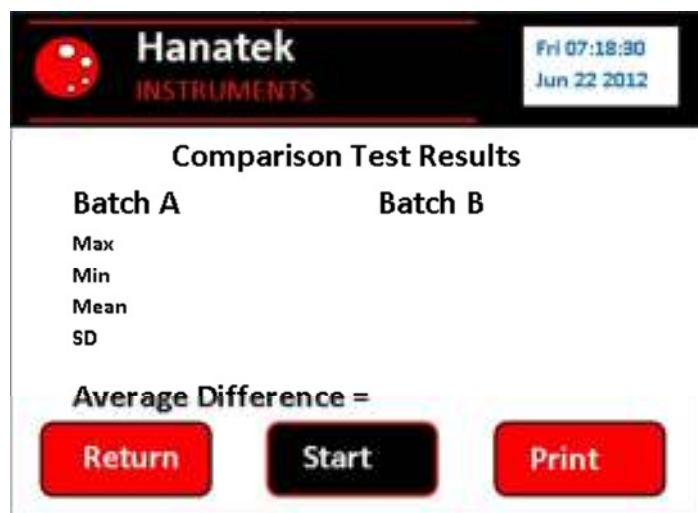 Hanatek
INSTRUMENTS
Fri 07:18:30
Jun 22 2012
Comparison Test Results
Batch A Batch B
Max
Min
Mean
SD
Average Difference =
Return Start Print